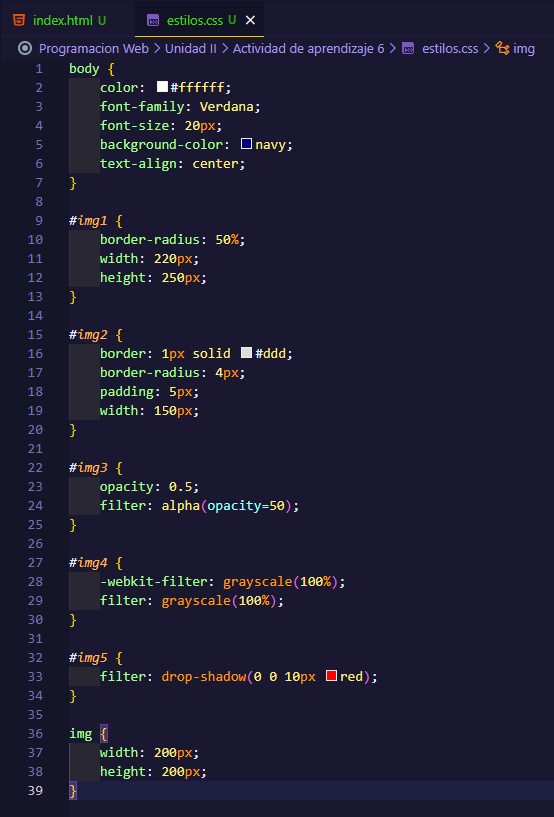 index.html U estilos.css U
Programacion Web > Unidad II > Actividad de aprendizaje 6 > estilos.css > img
1 body {
2 color: #ffffff;
3 font-family: Verdana;
4 font-size: 20px;
5 background-color: navy;
6 text-align: center;
7 }
8
9 #img1 {
10 border-radius: 50%;
11 width: 220px;
12 height: 250px;
13 }
14
15 #img2 {
16 border: 1px solid #ddd;
17 border-radius: 4px;
18 padding: 5px;
19 width: 150px;
20 }
21
22 #img3 {
23 opacity: 0.5;
24 filter: alpha(opacity=50);
25 }
26
27 #img4 {
28 -webkit-filter: grayscale(100%);
29 filter: grayscale(100%);
30 }
31
32 #img5 {
33 filter: drop-shadow(0 0 10px red);
34 }
35
36 img {
37 width: 200px;
38 height: 200px;
39 }